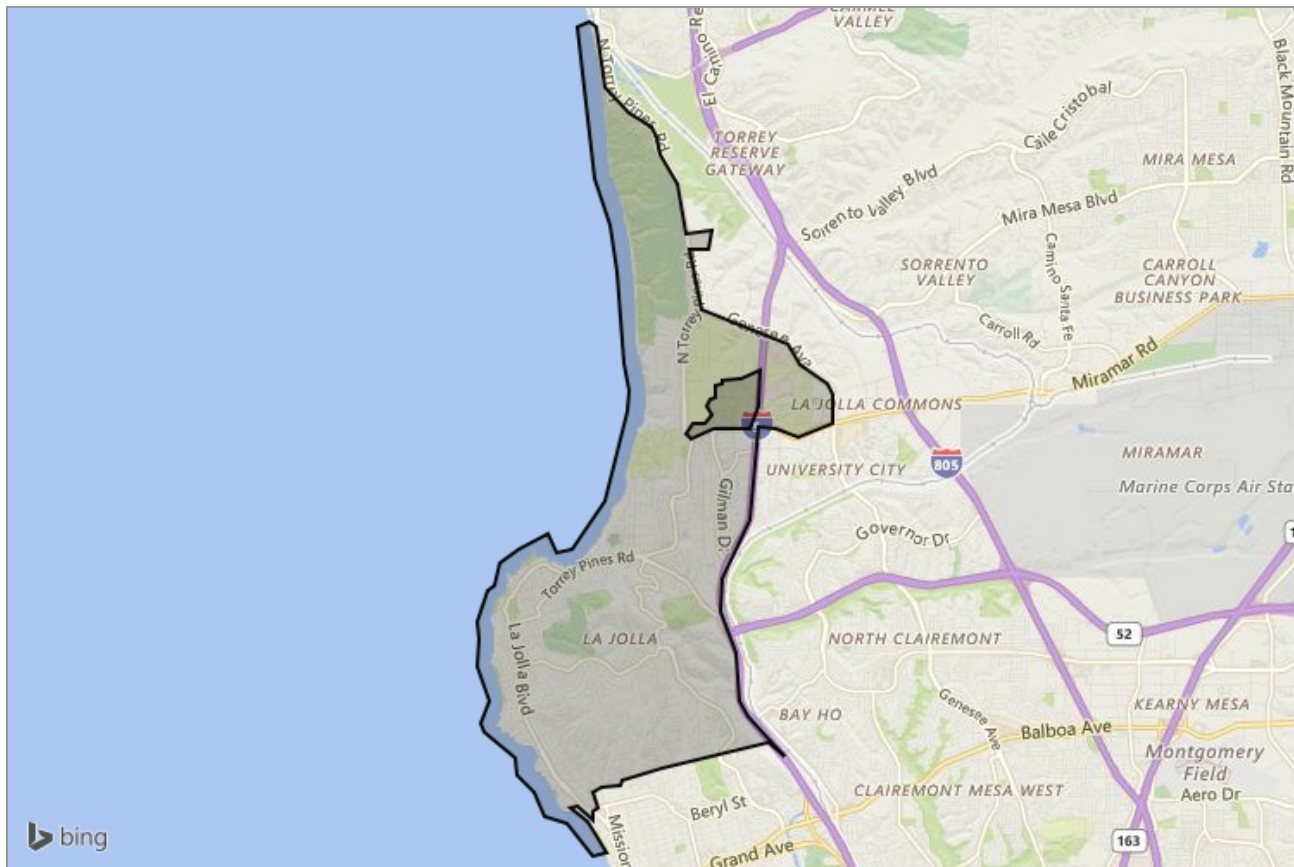 CARMEL
VALLEY
N Torrey Pines Rd
El Camino Re
Black Mountain Rd
Calle Cristobal
TORREY
RESERVE
GATEWAY
MIRA MESA
Sorrento Valley Blvd
Mira Mesa Blvd
SORRENTO
VALLEY
Camino Santa Fe
CARROLL
CANYON
BUSINESS PARK
N Torrey Pines Rd
Genesee Ave
Carroll Rd
Miramar Rd
LA JOLLA COMMONS
5
UNIVERSITY CITY
805
MIRAMAR
Marine Corps Air Sta
Gilman Dr
Governor Dr
1
Torrey Pines Rd
LA JOLLA
NORTH CLAIREMONT
52
La Jolla Blvd
BAY HO
Genesee Ave
KEARNY MESA
Balboa Ave
Montgomery
Field
CLAIREMONT MESA WEST
Aero Dr
Beryl St
Mission
Grand Ave
163
bing